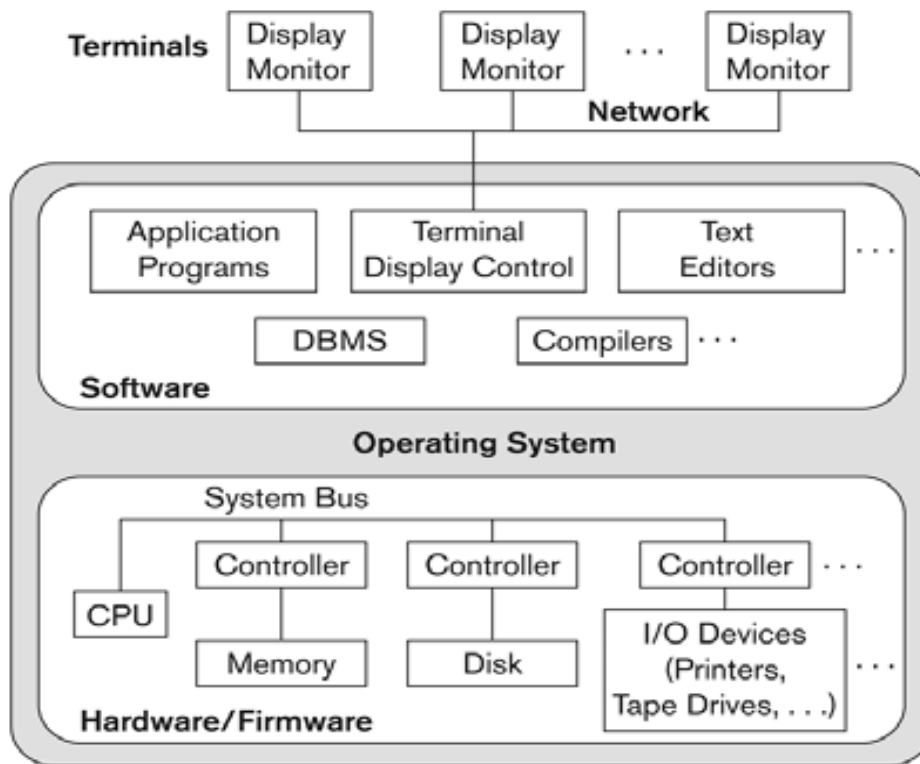 Terminals
Display
Monitor
Display
Monitor
. . .
Display
Monitor
Network
Application
Programs
Terminal
Display Control
Text
Editors
. . .
DBMS
Compilers
. . .
Software
Operating System
System Bus
Controller
Controller
Controller
. . .
CPU
Memory
Disk
I/O Devices
(Printers,
Tape Drives, . . .)
. . .
Hardware/Firmware